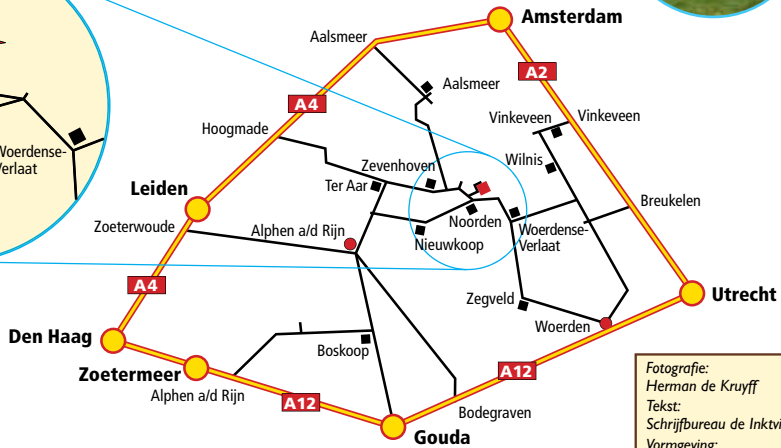 Amsterdam
Aalsmeer
A2
Aalsmeer
A4
Vinkeveen
Vinkeveen
Hoogmade
Woerdense-
Verlaat
Zevenhoven
Wilnis
Leiden
Ter Aar
Breukelen
Zoeterwoude
Alphen a/d Rijn
Noorden
Woerdense-
Verlaat
Nieuwkoop
A4
Zegveld
Utrecht
Woerden
Den Haag
Boskoop
Zoetermeer
A12
Alphen a/d Rijn
A12
Bodegraven
Gouda
Fotografie:
Herman de Kruyff
Tekst:
Schrijfbureau de Inktvi
Vormgeving: